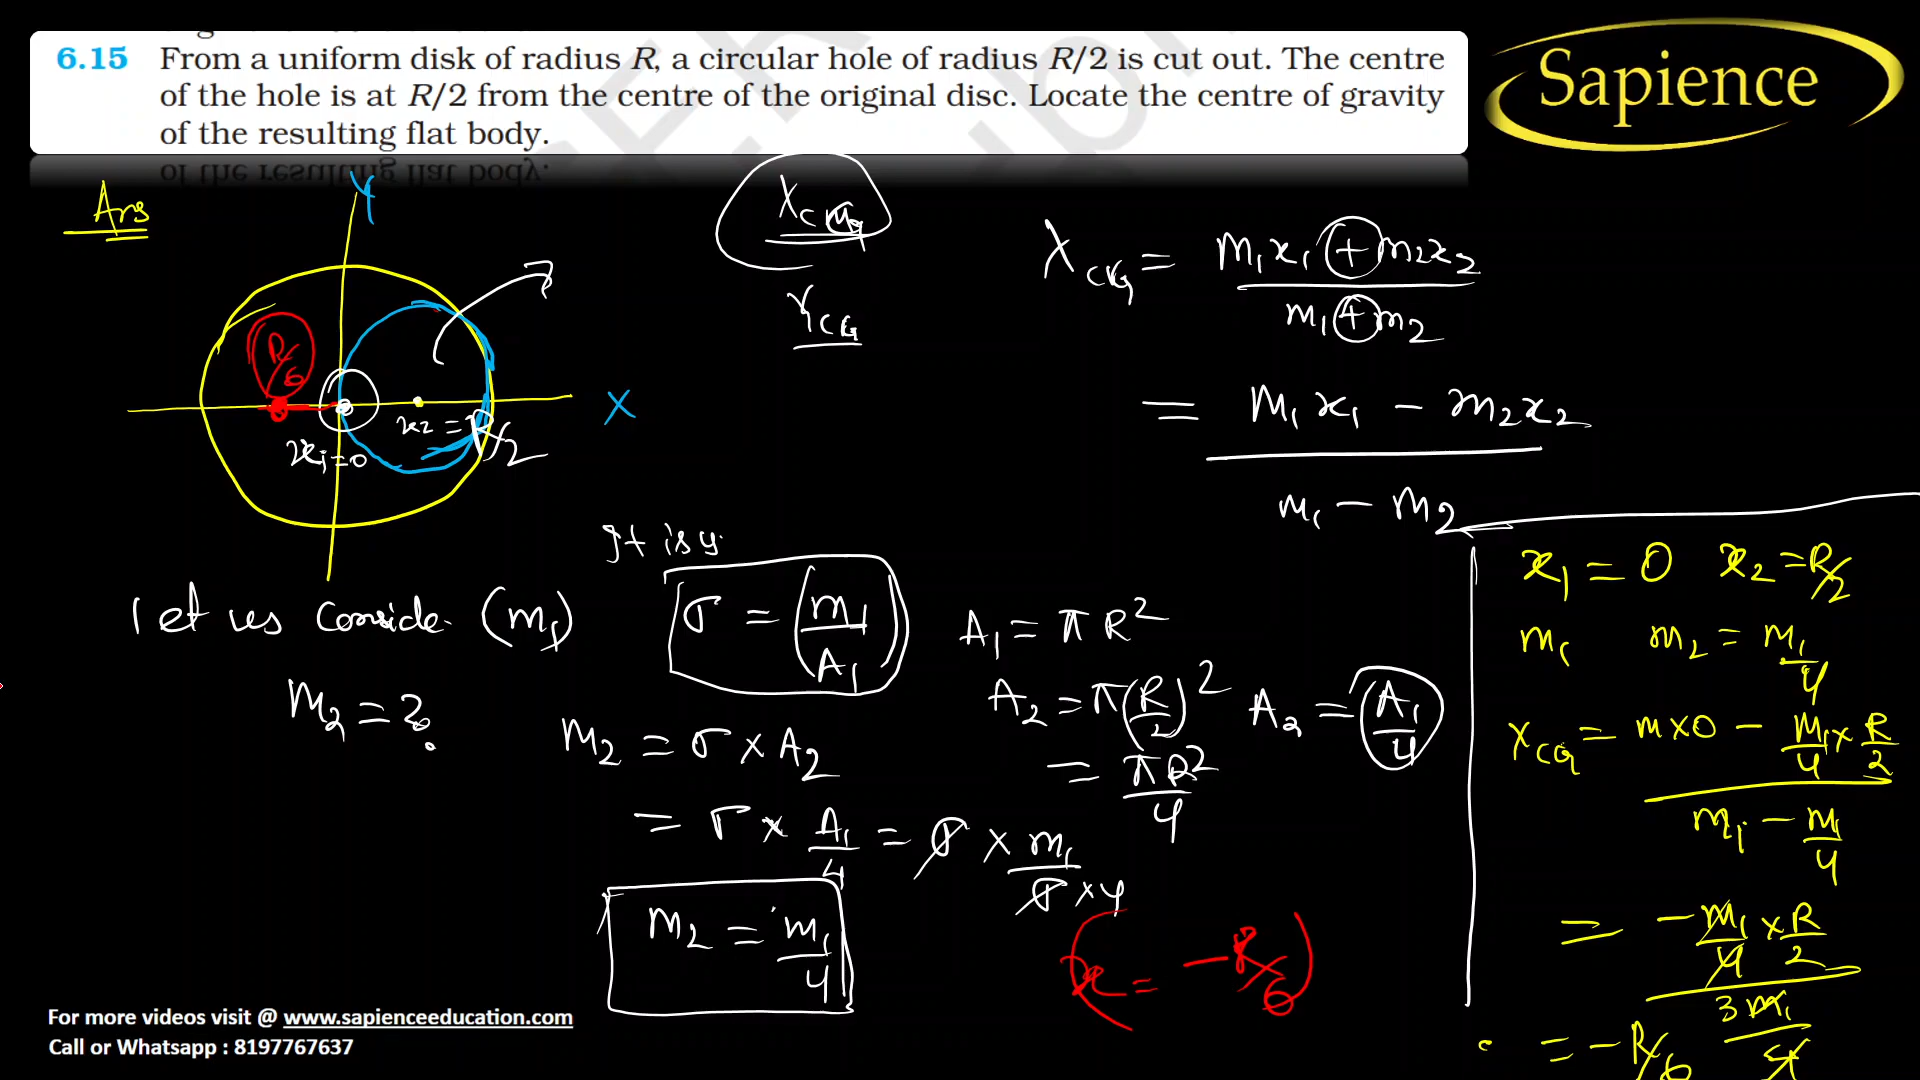 6.15 From a uniform disk of radius R, a circular hole of radius R/2 is cut out. The centre
of the hole is at R/2 from the centre of the original disc. Locate the centre of gravity
of the resulting flat body.
Sapience
Ans
Y
X
R/6
x₁=0
x₂ = R/2
X_CG
Y_CG
X_CG = (m₁x₁ + m₂x₂) / (m₁ + m₂)
= (m₁x₁ − m₂x₂) / (m₁ − m₂)
Let us conside (m₁)
m₂ = ?
It is
σ = (m₁/A₁)
A₁ = πR²
A₂ = π(R/2)²
= πR²/4
A₂ = A₁/4
m₂ = σ × A₂
= σ × A₁/4 = σ × m₁/(σ×4)
m₂ = m₁/4
(x = −R/6)
x₁ = 0 x₂ = R/2
m₁ m₂ = m₁/4
X_CG = (m×0 − m₁/4 × R/2) / (m₁ − m₁/4)
= (−m₁/4 × R/2) / (3m₁/4)
= −R/6
For more videos visit @ www.sapienceeducation.com
Call or Whatsapp : 8197767637